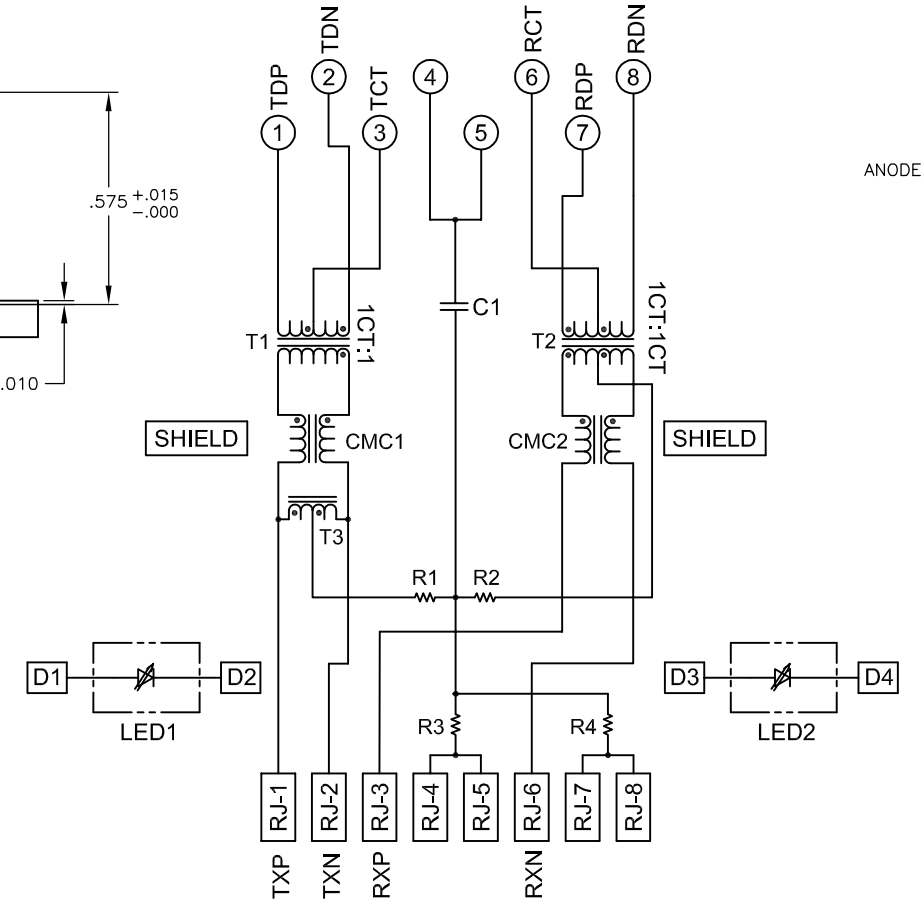 TDN
RCT
RDN
TDP
TCT
RDP
2
4
6
8
1
3
5
7
ANODE
.575 +.015
-.000
.010
T1
1CT:1
C1
T2
1CT:1CT
SHIELD
CMC1
CMC2
SHIELD
T3
R1
R2
D1
D2
LED1
D3
D4
LED2
R3
R4
RJ-1
RJ-2
RJ-3
RJ-4
RJ-5
RJ-6
RJ-7
RJ-8
TXP
TXN
RXP
RXN